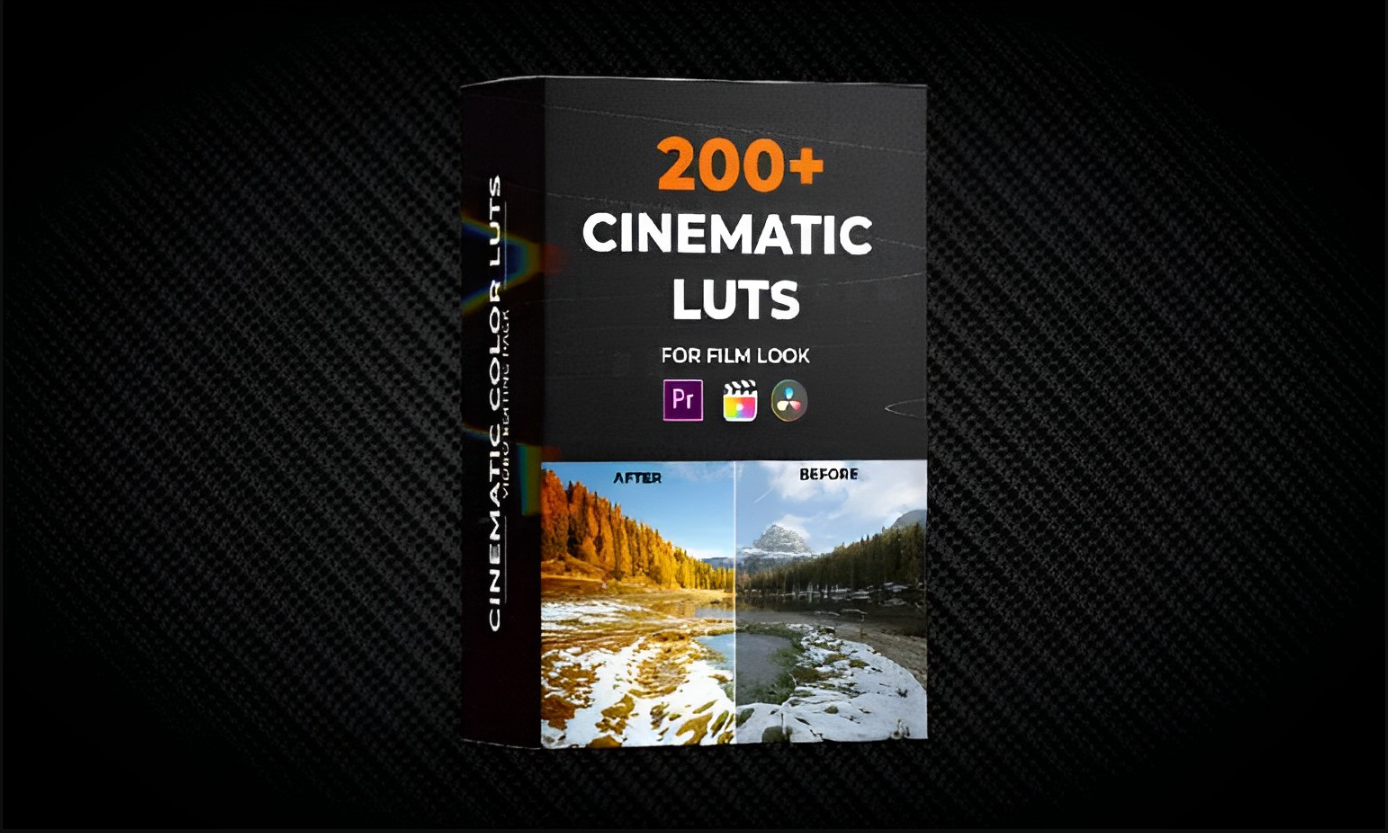 200+
CINEMATIC
LUTS
FOR FILM LOOK
Pr
AFTER
BEFORE
CINEMATIC COLOR LUTS